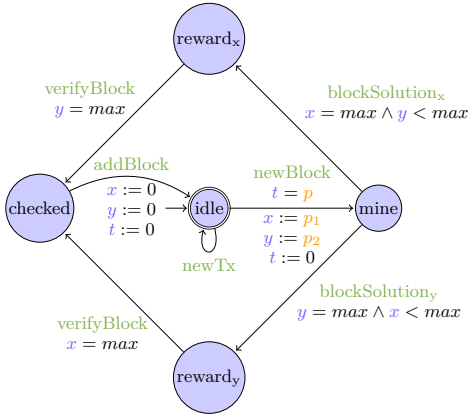 reward_x
verifyBlock
y = max
blockSolution_x
x = max ∧ y < max
addBlock
x := 0
y := 0
t := 0
checked
idle
newBlock
t = p
x := p_1
y := p_2
t := 0
mine
newTx
verifyBlock
x = max
blockSolution_y
y = max ∧ x < max
reward_y